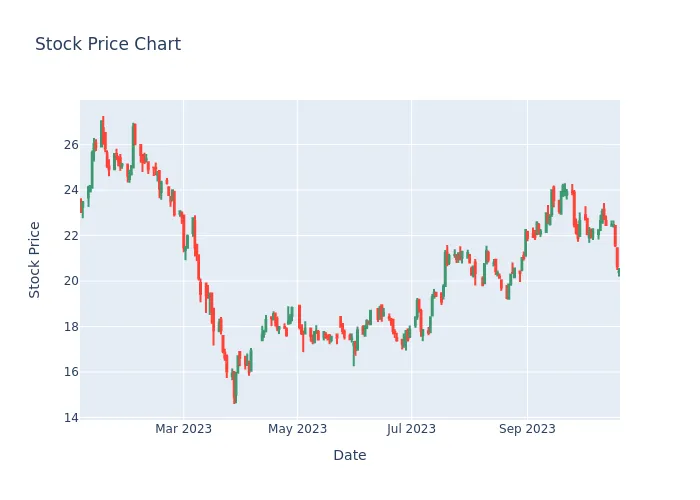 Stock Price Chart
26
24
22
20
18
16
14
Stock Price
Mar 2023
May 2023
Jul 2023
Sep 2023
Date